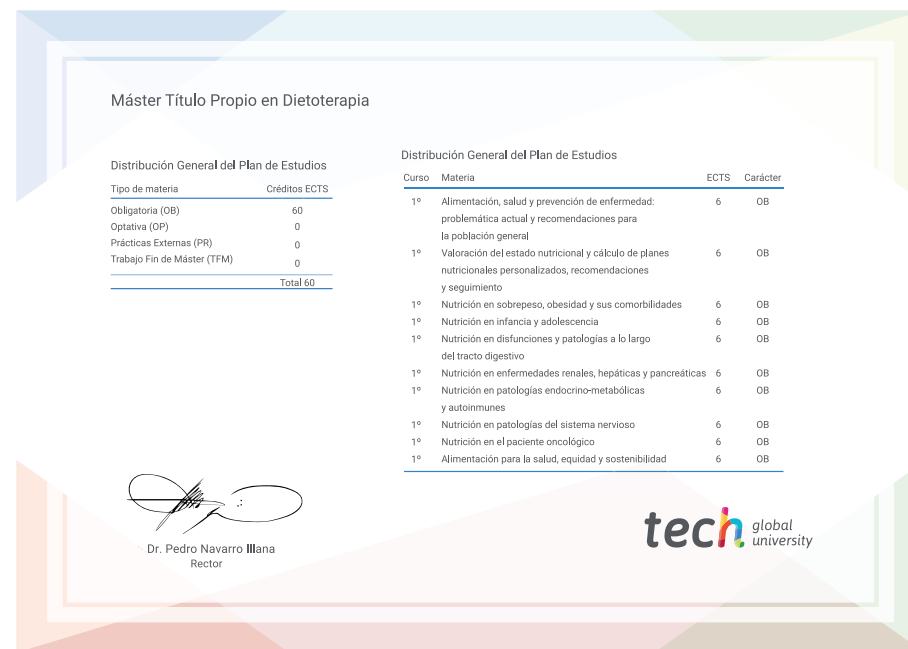 Máster Título Propio en Dietoterapia
Distribución General del Plan de Estudios
Tipo de materia Créditos ECTS
Obligatoria (OB) 60
Optativa (OP) 0
Prácticas Externas (PR) 0
Trabajo Fin de Máster (TFM) 0
Total 60
Distribución General del Plan de Estudios
Curso Materia ECTS Carácter
1º Alimentación, salud y prevención de enfermedad: 6 OB
problemática actual y recomendaciones para
la población general
1º Valoración del estado nutricional y cálculo de planes 6 OB
nutricionales personalizados, recomendaciones
y seguimiento
1º Nutrición en sobrepeso, obesidad y sus comorbilidades 6 OB
1º Nutrición en infancia y adolescencia 6 OB
1º Nutrición en disfunciones y patologías a lo largo 6 OB
del tracto digestivo
1º Nutrición en enfermedades renales, hepáticas y pancreáticas 6 OB
1º Nutrición en patologías endocrino-metabólicas 6 OB
y autoinmunes
1º Nutrición en patologías del sistema nervioso 6 OB
1º Nutrición en el paciente oncológico 6 OB
1º Alimentación para la salud, equidad y sostenibilidad 6 OB
Dr. Pedro Navarro Illana
Rector
tech global
university